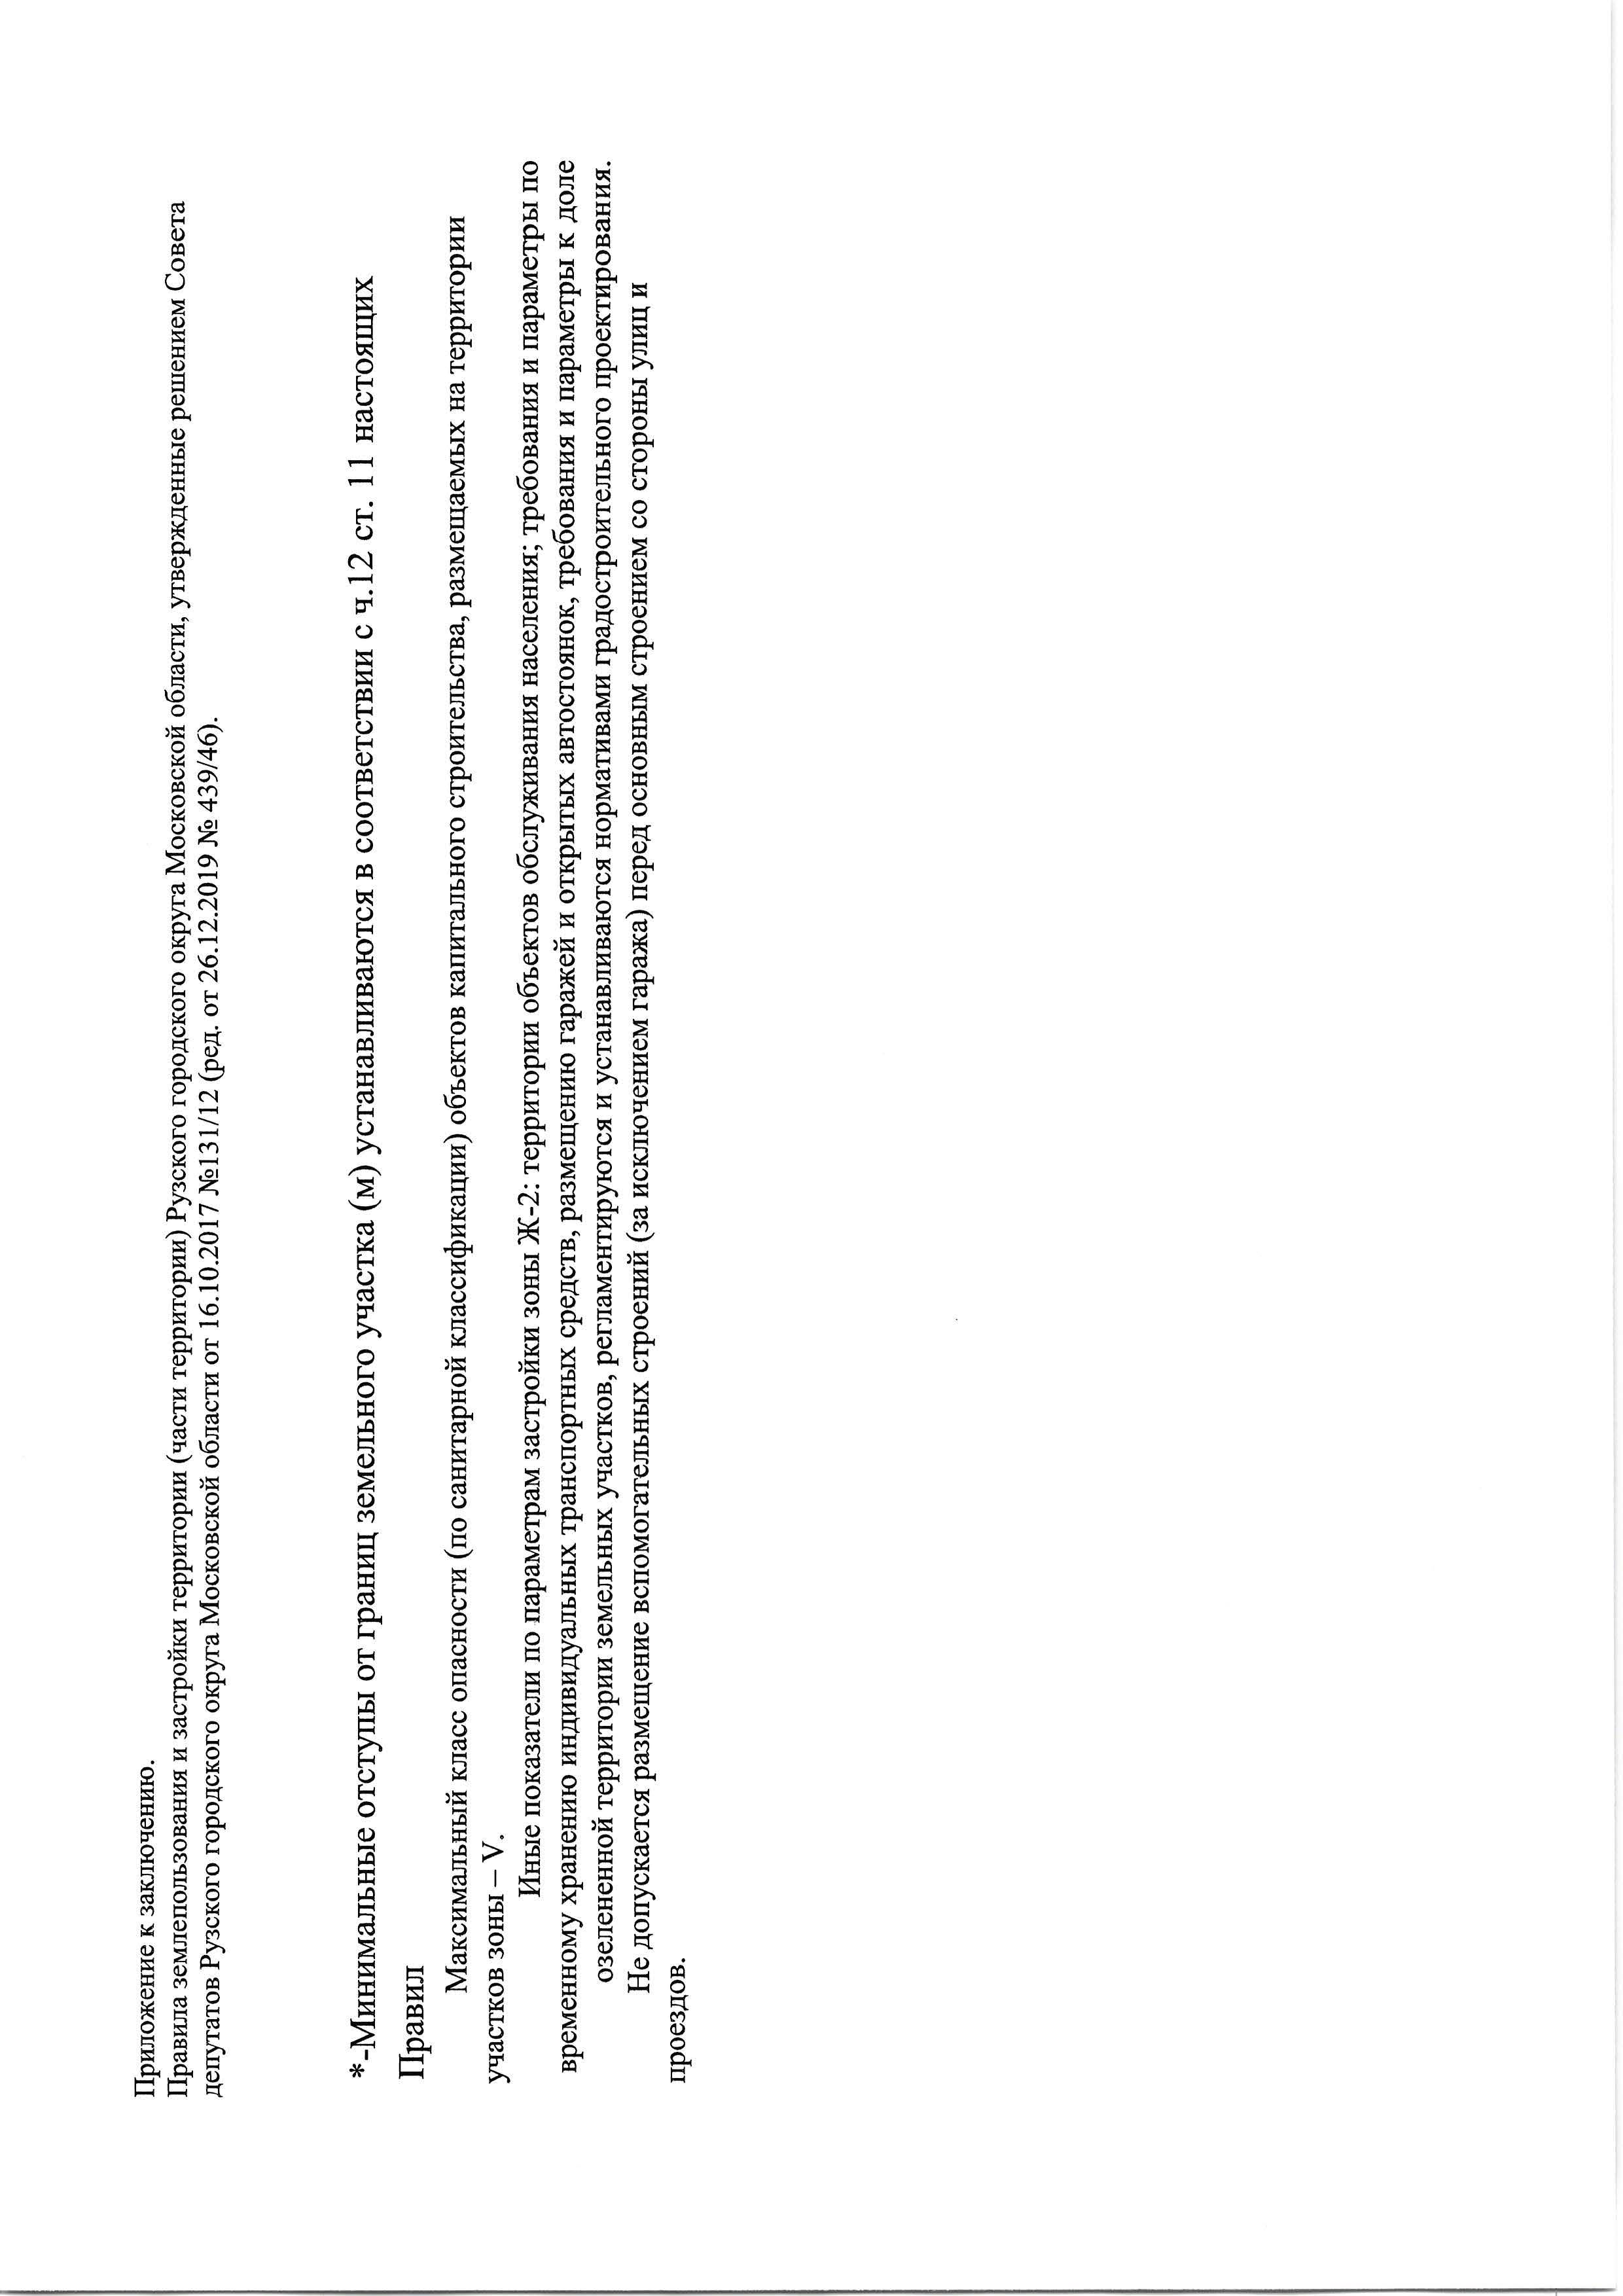 Приложение к заключению.
Правила землепользования и застройки территории (части территории) Рузского городского округа Московской области, утвержденные решением Совета
депутатов Рузского городского округа Московской области от 16.10.2017 №131/12 (ред. от 26.12.2019 № 439/46).
*-Минимальные отступы от границ земельного участка (м) устанавливаются в соответствии с ч.12 ст. 11 настоящих
Правил
Максимальный класс опасности (по санитарной классификации) объектов капитального строительства, размещаемых на территории
участков зоны – V.
Иные показатели по параметрам застройки зоны Ж-2: территории объектов обслуживания населения; требования и параметры по
временному хранению индивидуальных транспортных средств, размещению гаражей и открытых автостоянок, требования и параметры к доле
озелененной территории земельных участков, регламентируются и устанавливаются нормативами градостроительного проектирования.
Не допускается размещение вспомогательных строений (за исключением гаража) перед основным строением со стороны улиц и
проездов.